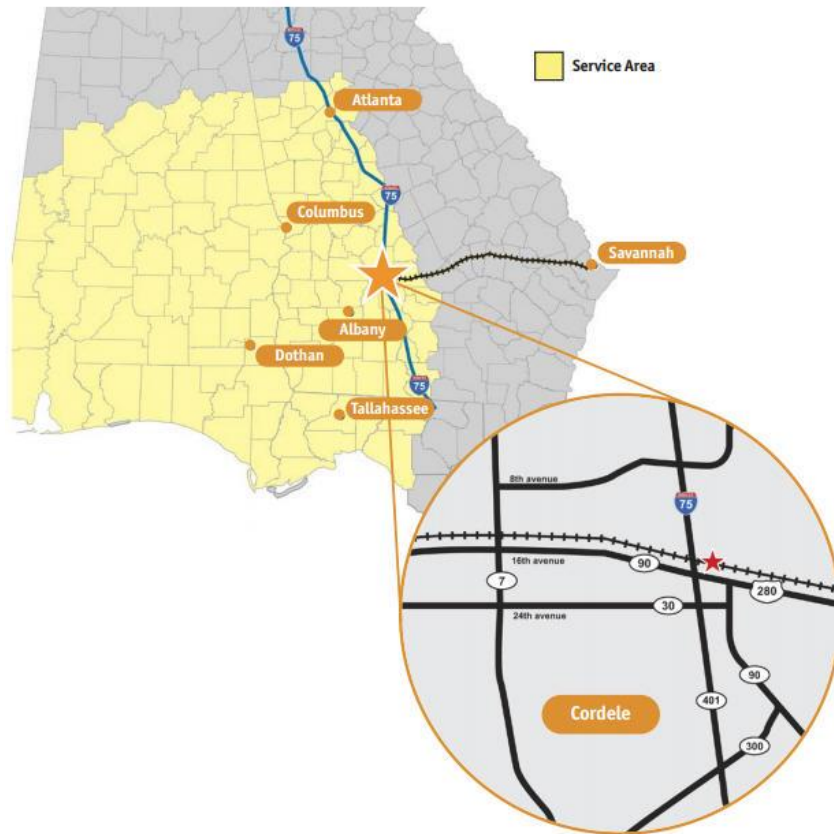 75
Service Area
Atlanta
75
Columbus
Savannah
Albany
Dothan
75
Tallahassee
8th avenue
75
16th avenue
90
7
280
30
24th avenue
90
401
Cordele
300